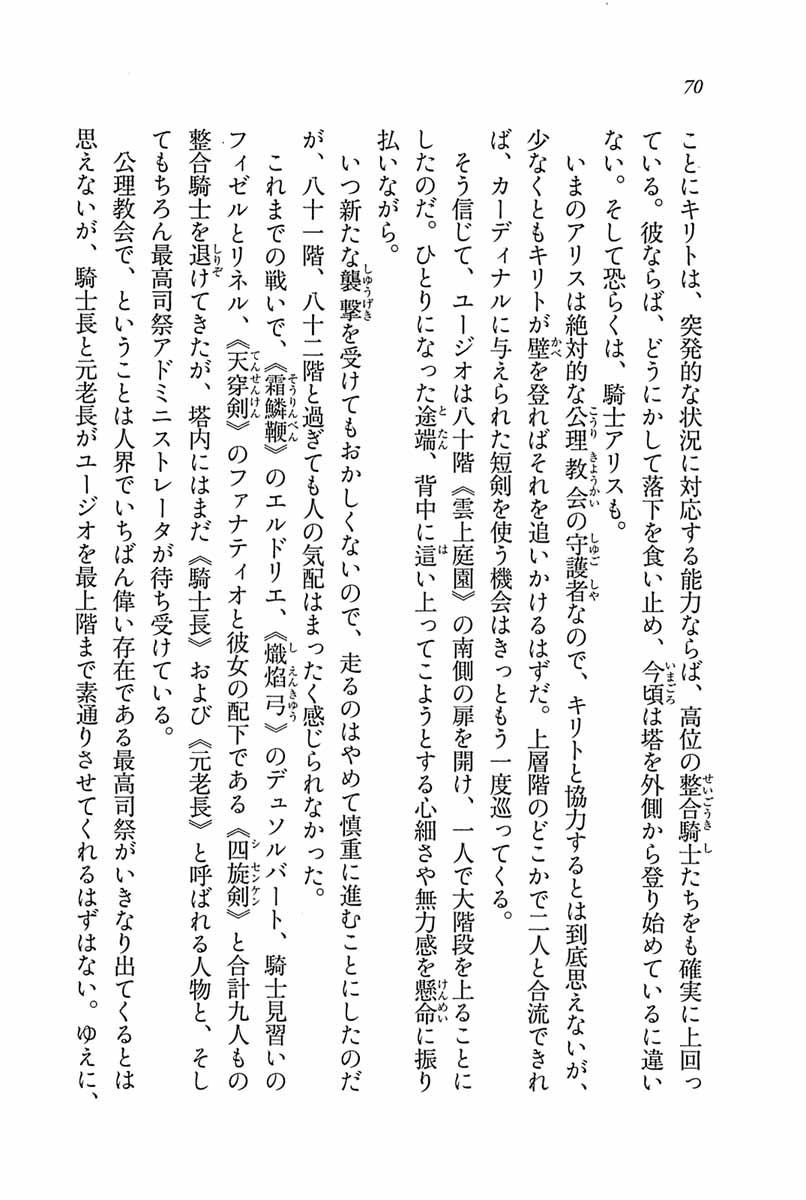 70
ことにキリトは、突発的な状況に対応する能力ならば、高位の整合騎士たちをも確実に上回っ
ている。彼ならば、どうにかして落下を食い止め、今頃は塔を外側から登り始めているに違い
ない。そして恐らくは、騎士アリスも。
いまのアリスは絶対的な公理教会の守護者なので、キリトと協力するとは到底思えないが、
少なくともキリトが壁を登ればそれを追いかけるはずだ。上層階のどこかで二人と合流できれ
ば、カーディナルに与えられた短剣を使う機会はきっともう一度巡ってくる。
そう信じて、ユージオは八十階《雲上庭園》の南側の扉を開け、一人で大階段を上ることに
したのだ。ひとりになった途端、背中に這い上ってこようとする心細さや無力感を懸命に振り
払いながら。
いつ新たな襲撃を受けてもおかしくないので、走るのはやめて慎重に進むことにしたのだ
が、八十一階、八十二階と過ぎても人の気配はまったく感じられなかった。
これまでの戦いで、《霜鱗鞭》のエルドリエ、《熾焰弓》のデュソルバート、騎士見習いの
フィゼルとリネル、《天穿剣》のファナティオと彼女の配下である《四旋剣》と合計九人もの
整合騎士を退けてきたが、塔内にはまだ《騎士長》および《元老長》と呼ばれる人物と、そし
てもちろん最高司祭アドミニストレータが待ち受けている。
公理教会で、ということは人界でいちばん偉い存在である最高司祭がいきなり出てくるとは
思えないが、騎士長と元老長がユージオを最上階まで素通りさせてくれるはずはない。ゆえに、